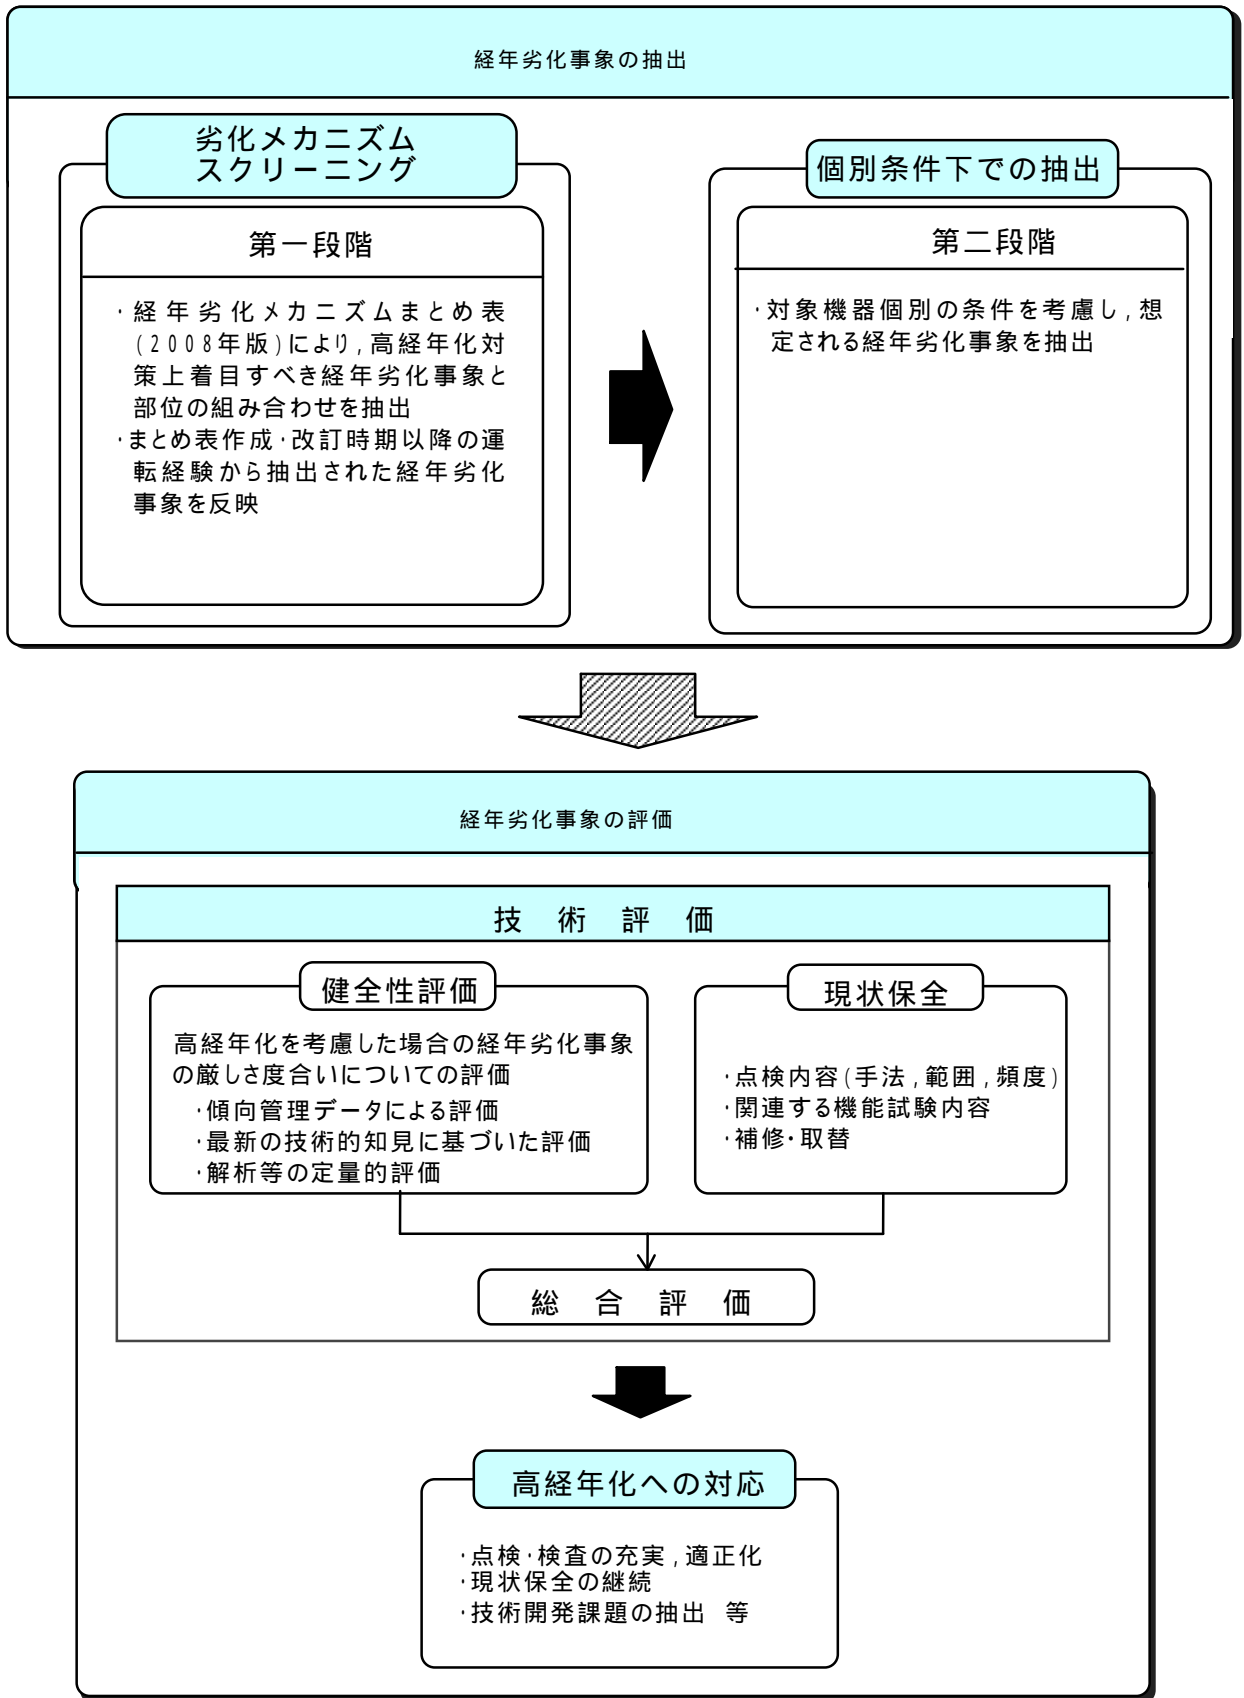 経年劣化事象の抽出
劣化メカニズム
スクリーニング
第一段階
・経年劣化メカニズムまとめ表
(2008年版)により,高経年化対
策上着目すべき経年劣化事象と
部位の組み合わせを抽出
・まとめ表作成・改訂時期以降の運
転経験から抽出された経年劣化
事象を反映
個別条件下での抽出
第二段階
・対象機器個別の条件を考慮し,想
定される経年劣化事象を抽出
経年劣化事象の評価
技 術 評 価
健全性評価
高経年化を考慮した場合の経年劣化事象
の厳しさ度合いについての評価
・傾向管理データによる評価
・最新の技術的知見に基づいた評価
・解析等の定量的評価
現状保全
・点検内容(手法,範囲,頻度)
・関連する機能試験内容
・補修・取替
総 合 評 価
高経年化への対応
・点検・検査の充実,適正化
・現状保全の継続
・技術開発課題の抽出 等